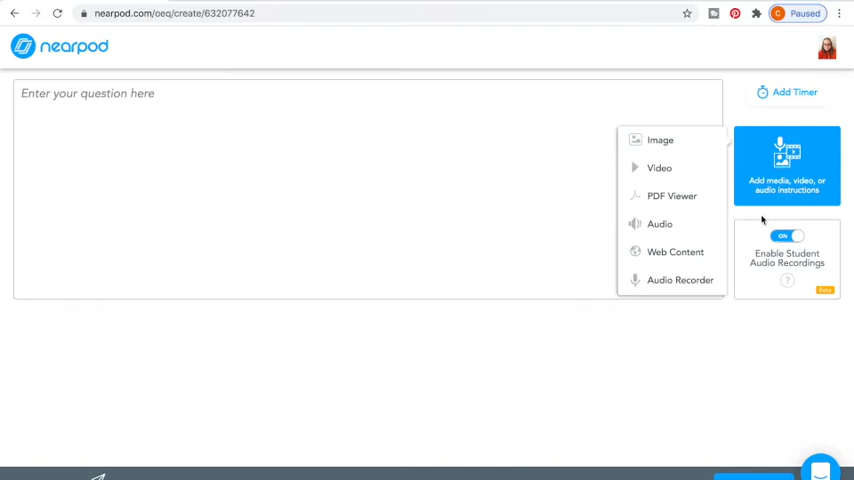 nearpod.com/oeq/create/632077642
C Paused
nearpod
Enter your question here
Add Timer
Image
Video
PDF Viewer
Audio
Web Content
Audio Recorder
Add media, video, or
audio instructions
ON
Enable Student
Audio Recordings
?
Beta